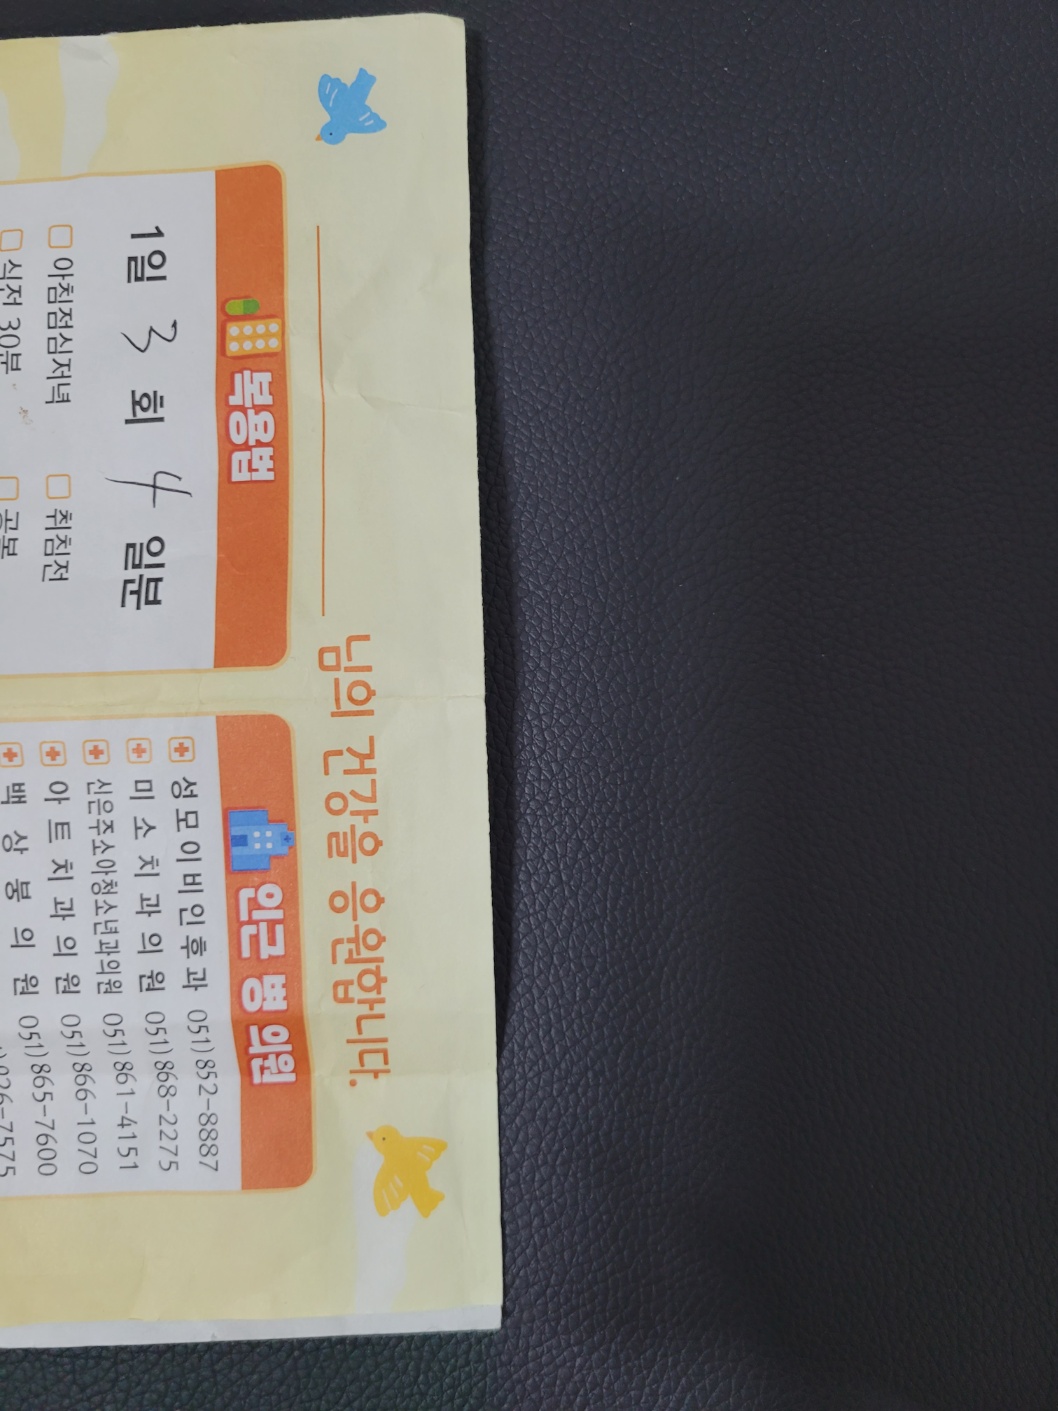 님의 건강을 응원합니다.
복용법
1일 3 회 4 일분
아침점심저녁 취침전
식전 30분 공복
인근 병 의원
성모이비인후과 051)852-8887
미소치과의원 051)868-2275
신은주소아청소년과의원 051)861-4151
아트치과의원 051)866-1070
백상봉의원 051)865-7600
926-7575